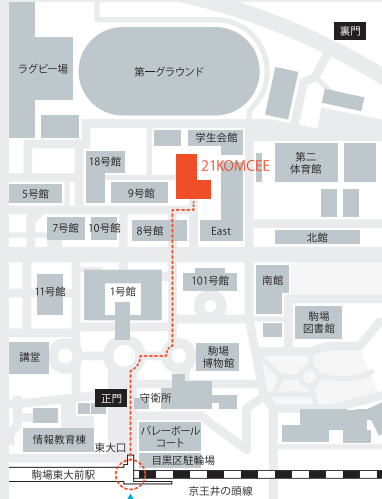 裏門
ラグビー場
第一グラウンド
学生会館
21KOMCEE
18号館
第二
体育館
5号館
9号館
7号館
10号館
8号館
East
北館
11号館
1号館
101号館
南館
駒場
図書館
講堂
駒場
博物館
正門
守衛所
バレーボール
コート
情報教育棟
東大口
目黒区駐輪場
駒場東大前駅
京王井の頭線